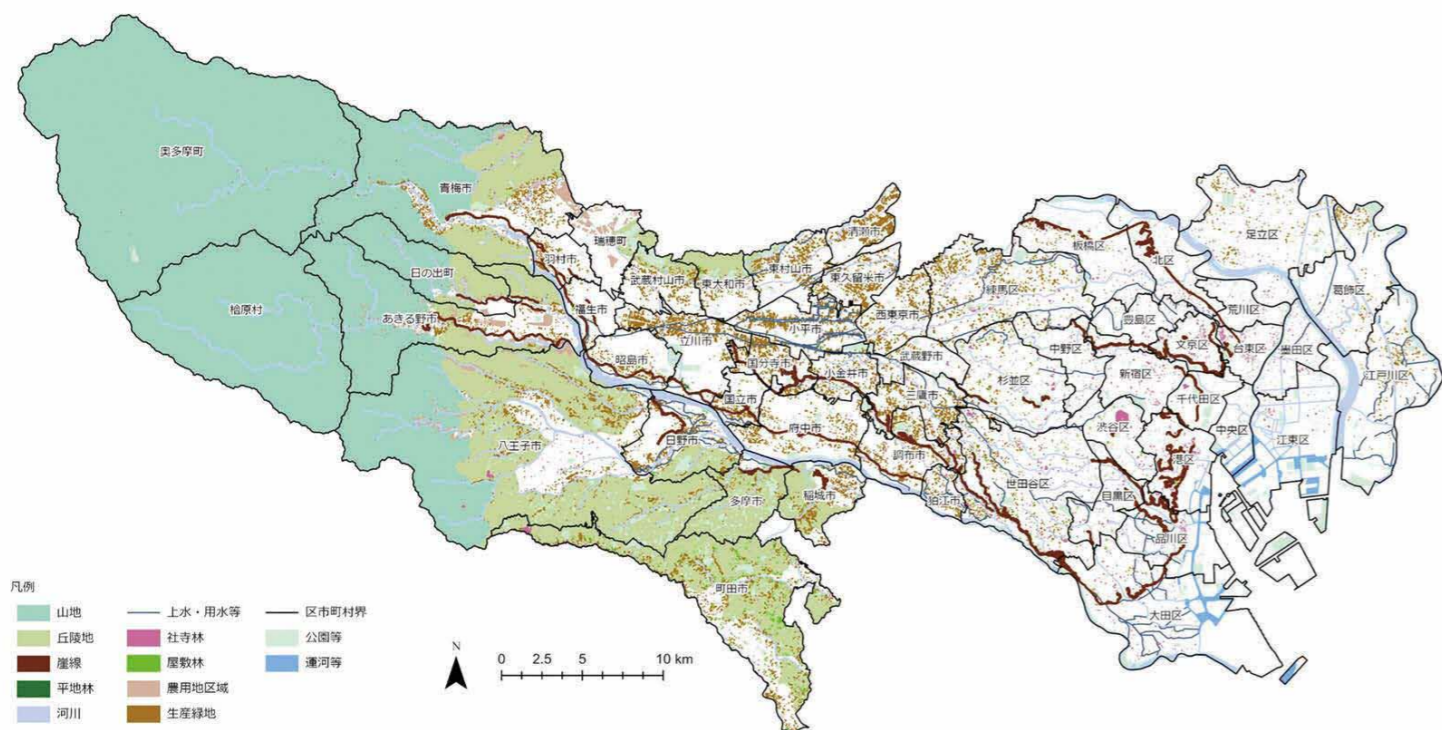 奥多摩町
青梅市
瑞穂町
羽村市
日の出町
檜原村
あきる野市
福生市
武蔵村山市
東大和市
東村山市
清瀬市
東久留米市
西東京市
小平市
立川市
昭島市
国分寺市
小金井市
武蔵野市
三鷹市
国立市
府中市
調布市
狛江市
八王子市
日野市
多摩市
稲城市
町田市
練馬区
板橋区
北区
足立区
葛飾区
荒川区
豊島区
文京区
台東区
墨田区
江戸川区
中野区
杉並区
新宿区
千代田区
渋谷区
中央区
江東区
港区
世田谷区
目黒区
品川区
大田区
凡例
山地
丘陵地
崖線
平地林
河川
上水・用水等
社寺林
屋敷林
農用地区域
生産緑地
区市町村界
公園等
運河等
N
0 2.5 5 10 km